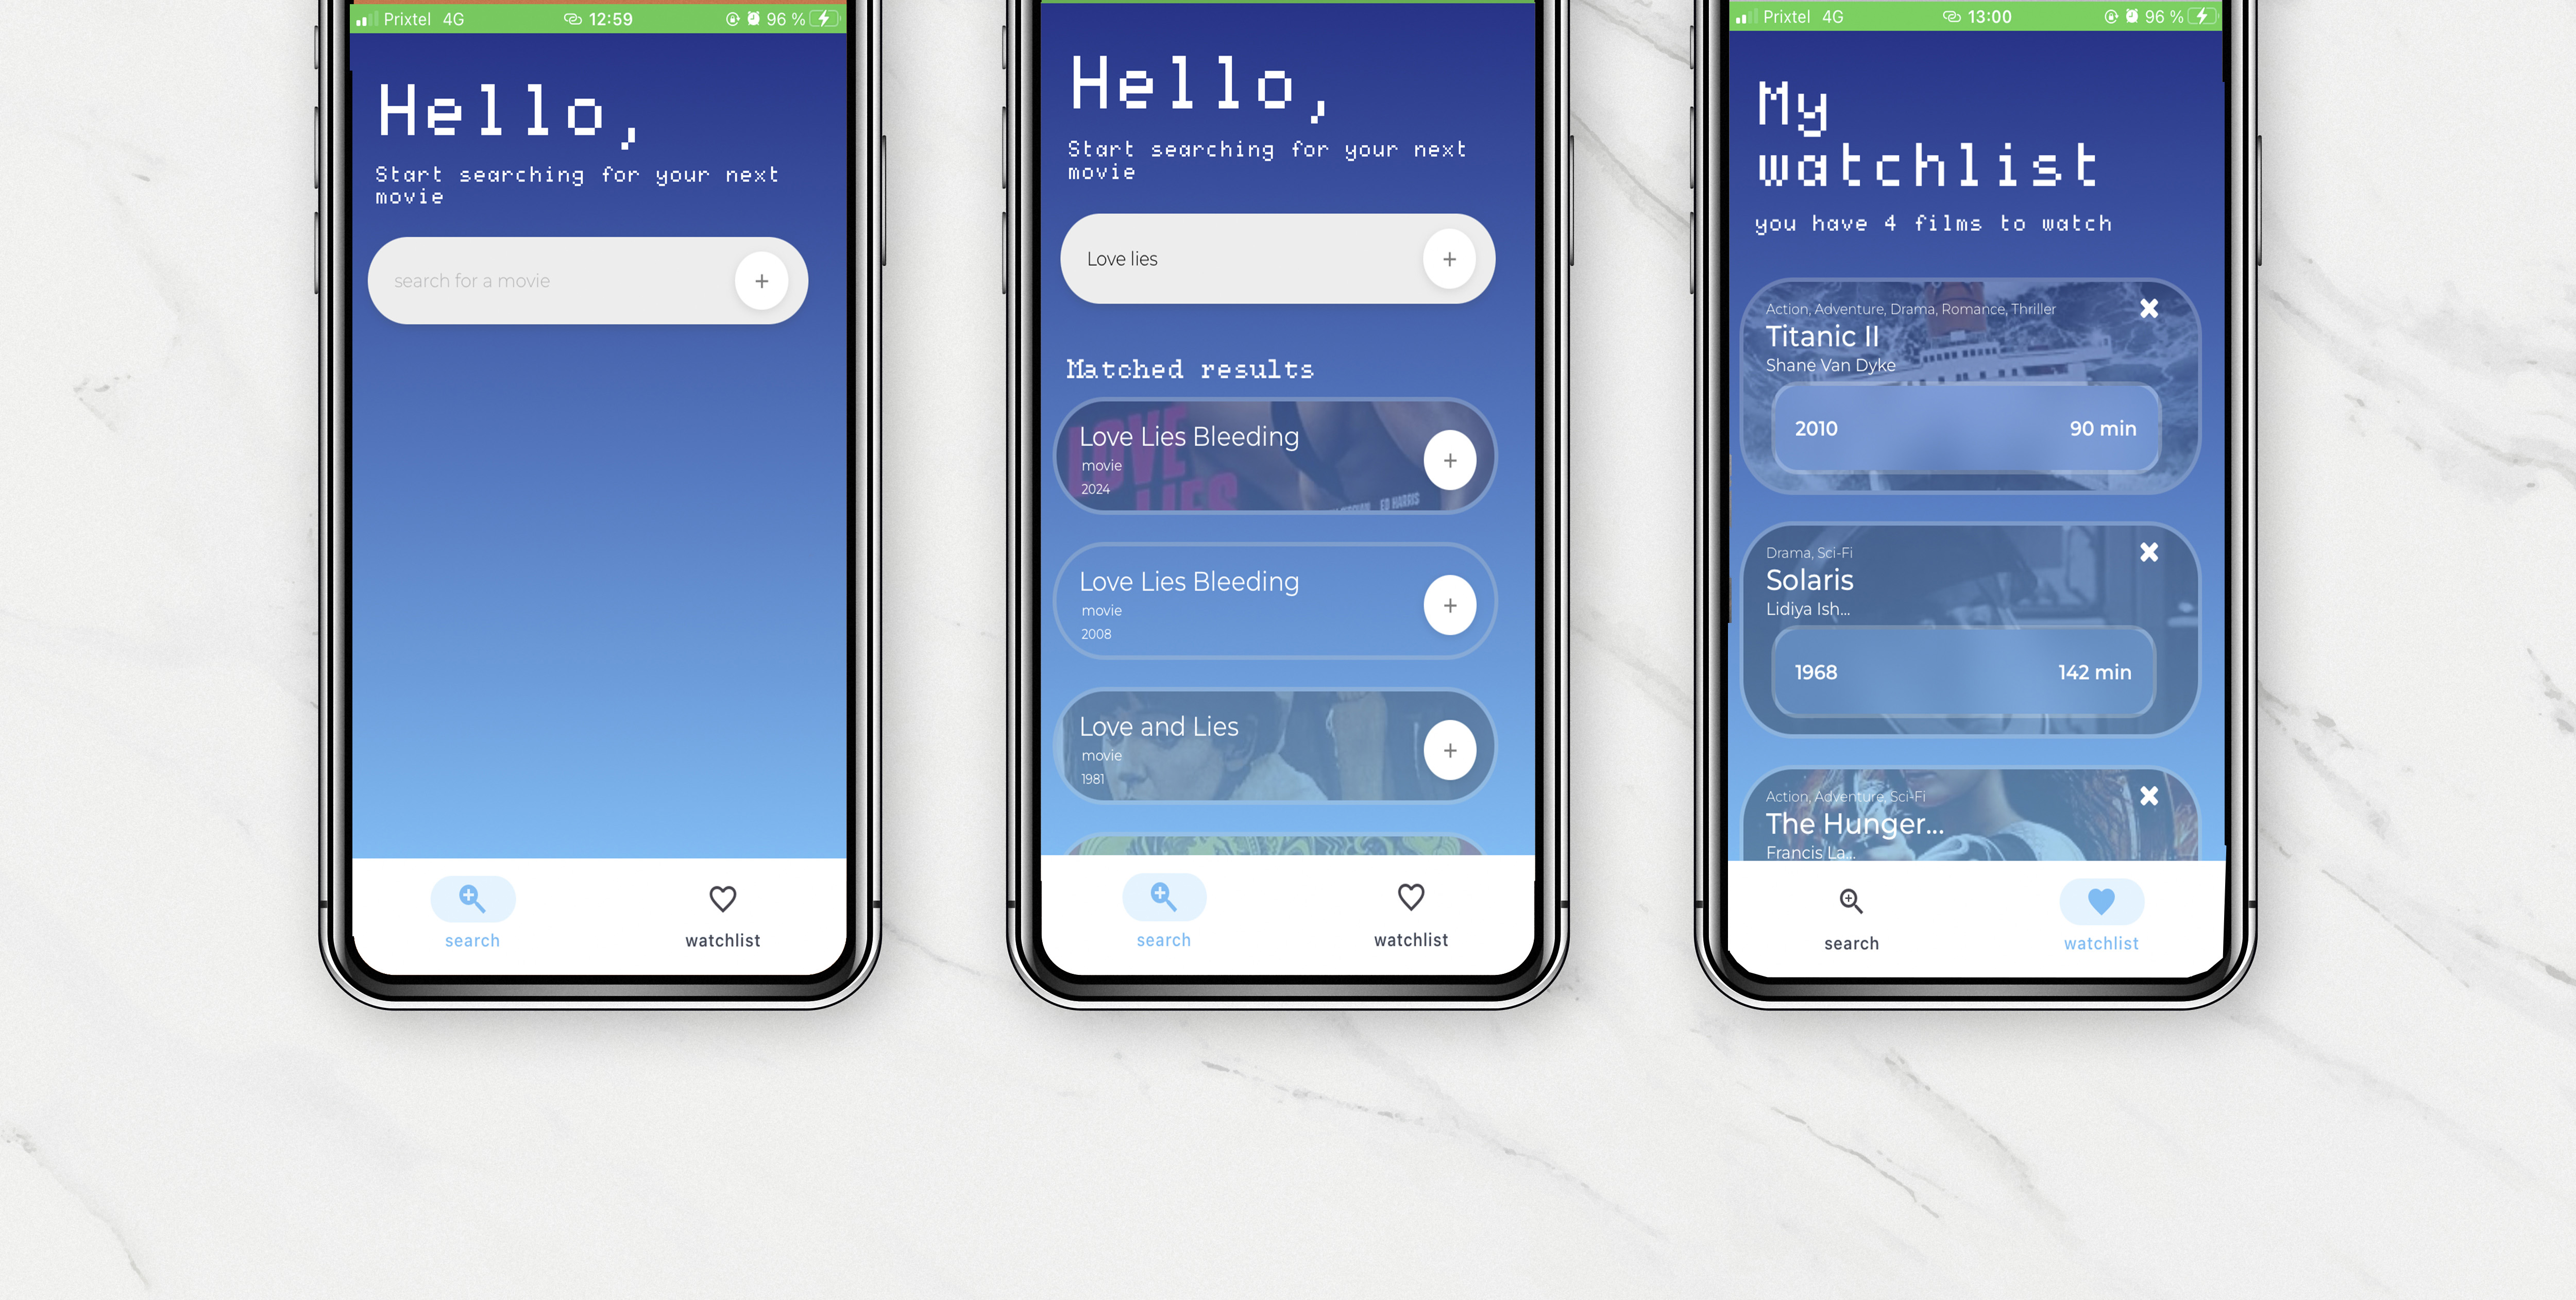 Prixtel 4G 12:59 96 %
Hello,
Start searching for your next
movie
search for a movie
+
search
watchlist
Hello,
Start searching for your next
movie
Love lies
+
Matched results
LOVE
LIES
ED HARRIS
Love Lies Bleeding
movie
2024
+
Love Lies Bleeding
movie
2008
+
Love and Lies
movie
1981
+
search
watchlist
Prixtel 4G 13:00 96 %
My
watchlist
you have 4 films to watch
Action, Adventure, Drama, Romance, Thriller
Titanic II
Shane Van Dyke
2010
90 min
Drama, Sci-Fi
Solaris
Lidiya Ish...
1968
142 min
Action, Adventure, Sci-Fi
The Hunger...
Francis La...
search
watchlist